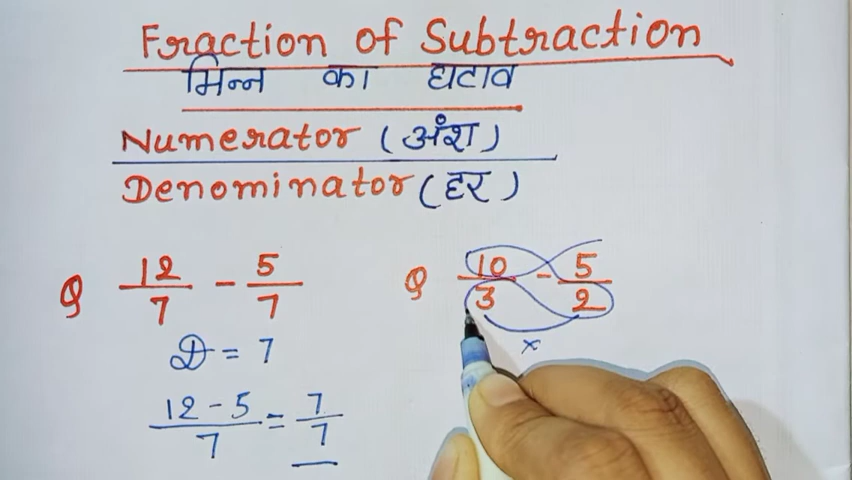 Fraction of Subtraction
भिन्न का घटाव
Numerator (अंश)
Denominator (हर)
Q 12/7 - 5/7
D = 7
12 - 5/7 = 7/7
Q 10/3 - 5/2
×